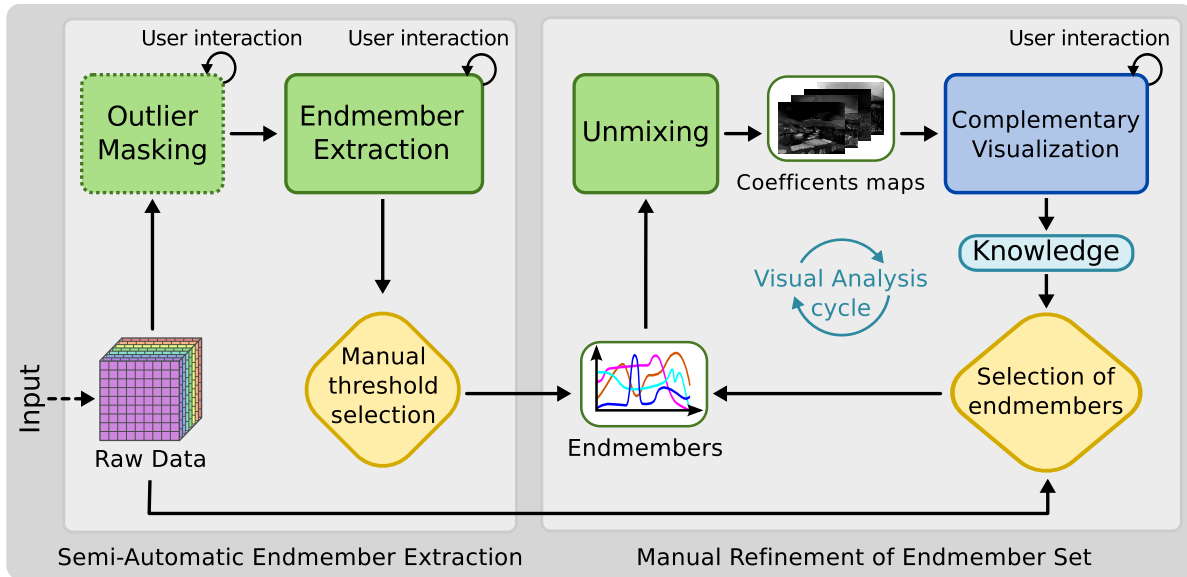 User interaction
User interaction
Outlier
Masking
Endmember
Extraction
Manual
threshold
selection
Input
Raw Data
Semi-Automatic Endmember Extraction
User interaction
Unmixing
Coefficents maps
Complementary
Visualization
Knowledge
Visual Analysis
cycle
Selection of
endmembers
Endmembers
Manual Refinement of Endmember Set